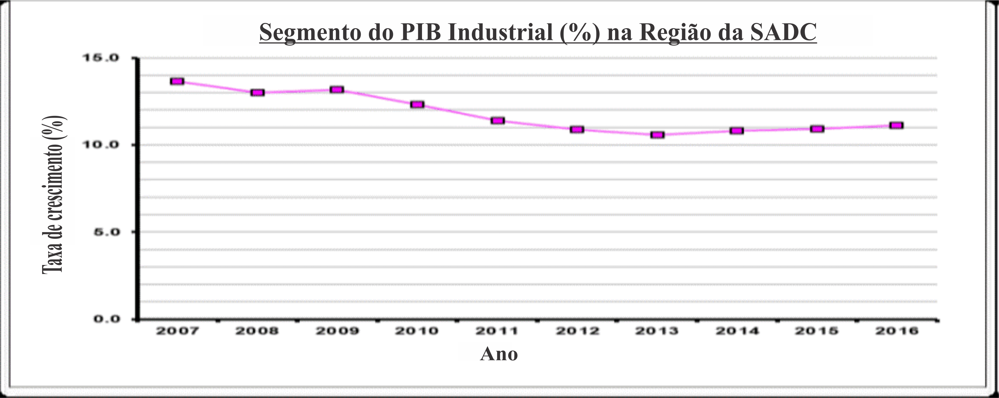 Segmento do PIB Industrial (%) na Região da SADC
15.0
10.0
5.0
0.0
Taxa de crescimento (%)
2007 2008 2009 2010 2011 2012 2013 2014 2015 2016
Ano